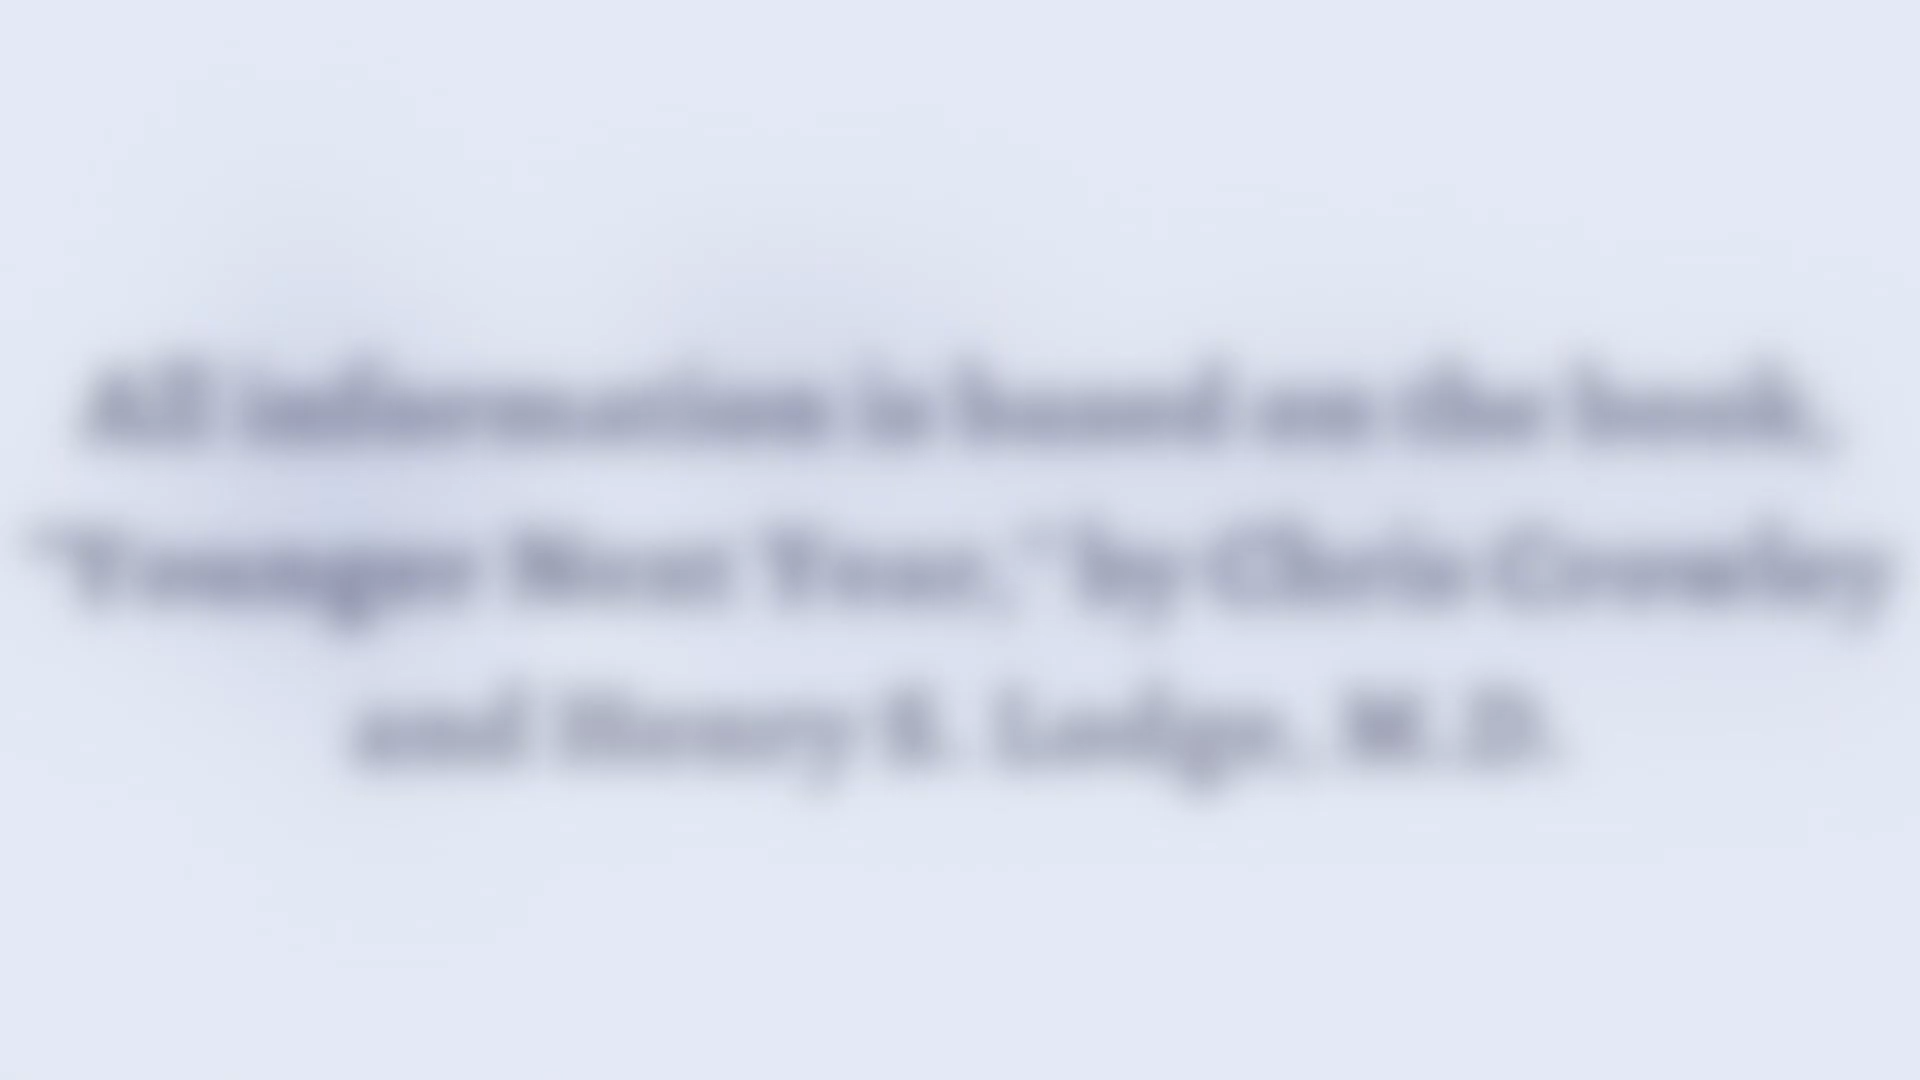 All information is based on the book,
"Younger Next Year," by Chris Crowley
and Henry S. Lodge, M.D.